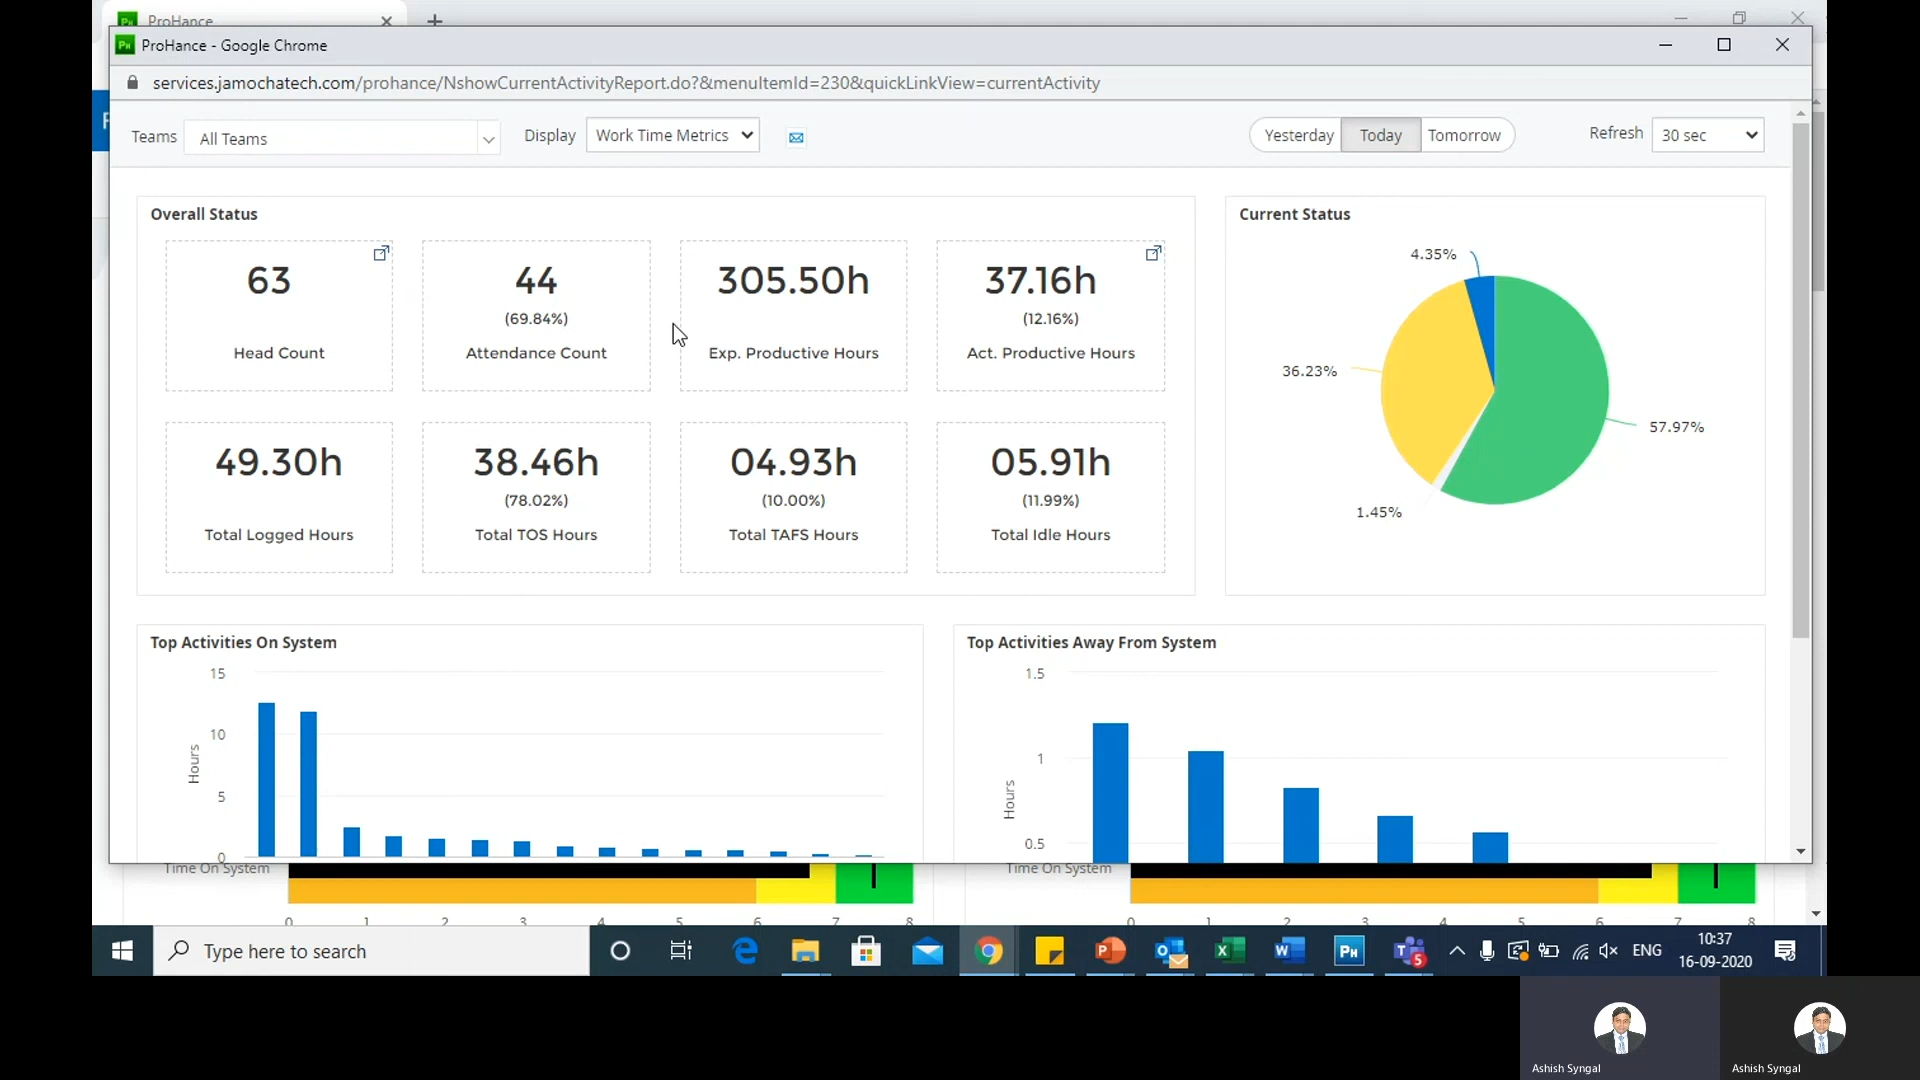 ProHance
ProHance - Google Chrome
services.jamochatech.com/prohance/NshowCurrentActivityReport.do?&menuItemId=230&quickLinkView=currentActivity
Teams All Teams Display Work Time Metrics Yesterday Today Tomorrow Refresh 30 sec
Overall Status
63
Head Count
44
(69.84%)
Attendance Count
305.50h
Exp. Productive Hours
37.16h
(12.16%)
Act. Productive Hours
49.30h
Total Logged Hours
38.46h
(78.02%)
Total TOS Hours
04.93h
(10.00%)
Total TAFS Hours
05.91h
(11.99%)
Total Idle Hours
Current Status
4.35%
36.23%
57.97%
1.45%
Top Activities On System
15
10
5
0
Hours
Top Activities Away From System
1.5
1
0.5
Hours
Time On System
0 1 2 3 4 5 6 7 8
Time On System
0 1 2 3 4 5 6 7 8
Type here to search
ENG
10:37
16-09-2020
Ashish Syngal
Ashish Syngal